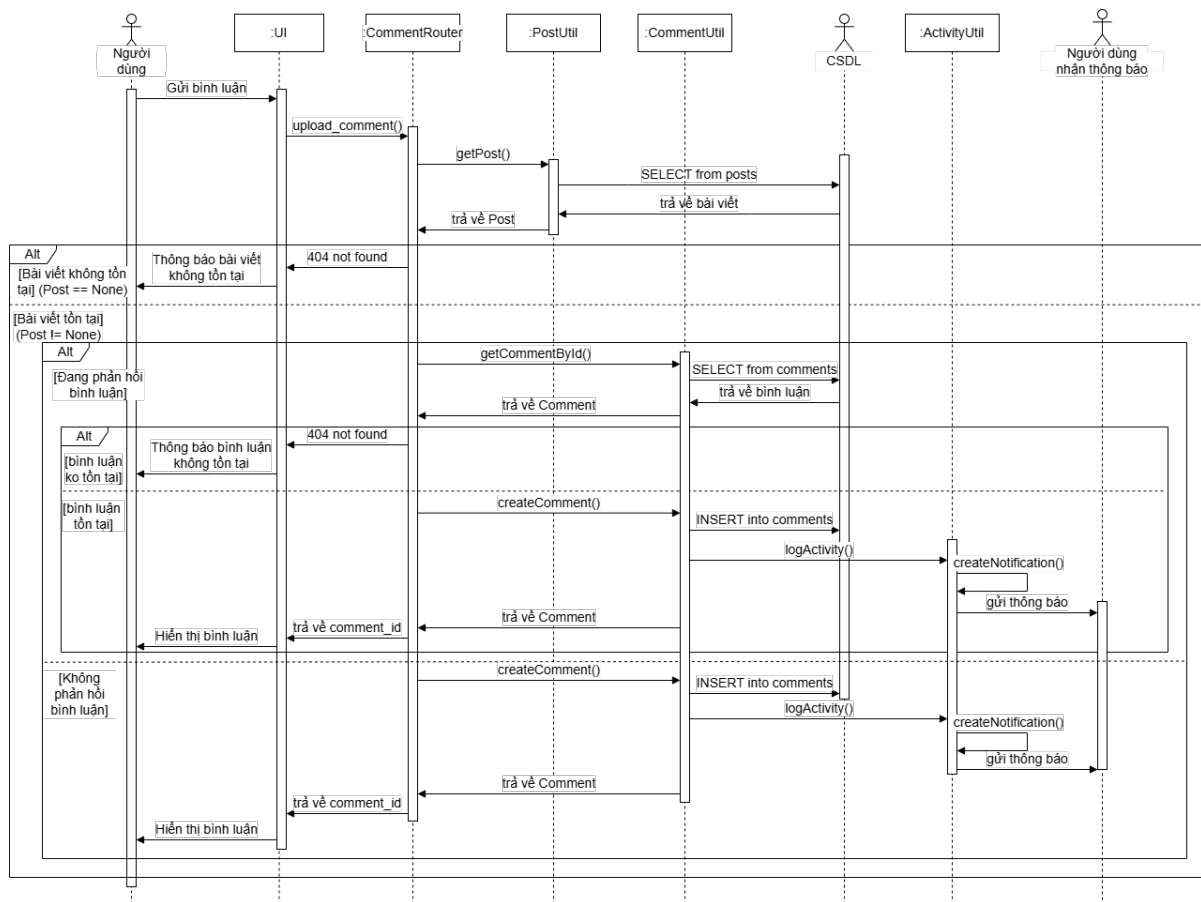 Người
dùng
:UI
:CommentRouter
:PostUtil
:CommentUtil
CSDL
:ActivityUtil
Người dùng
nhận thông báo
Gửi bình luận
upload_comment()
getPost()
SELECT from posts
trả về bài viết
trả về Post
Alt
[Bài viết không tồn
tại] (Post == None)
404 not found
Thông báo bài viết
không tồn tại
[Bài viết tồn tại]
(Post != None)
Alt
[Đang phản hồi
bình luận]
getCommentById()
SELECT from comments
trả về bình luận
trả về Comment
Alt
[bình luận
ko tồn tại]
404 not found
Thông báo bình luận
không tồn tại
[bình luận
tồn tại]
createComment()
INSERT into comments
logActivity()
createNotification()
gửi thông báo
trả về Comment
trả về comment_id
Hiển thị bình luận
[Không
phản hồi
bình luận]
createComment()
INSERT into comments
logActivity()
createNotification()
gửi thông báo
trả về Comment
trả về comment_id
Hiển thị bình luận